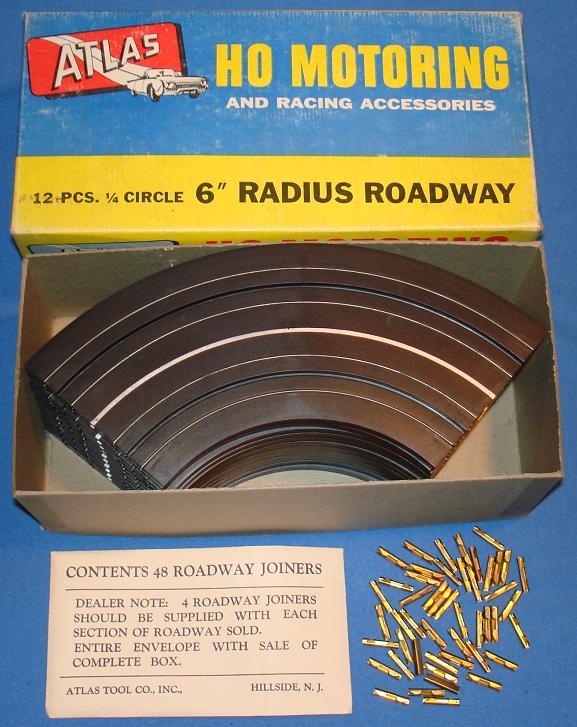 ATLAS
HO MOTORING
AND RACING ACCESSORIES
12 PCS. ¼ CIRCLE 6" RADIUS ROADWAY
HO MOTORING
CONTENTS 48 ROADWAY JOINERS
DEALER NOTE: 4 ROADWAY JOINERS
SHOULD BE SUPPLIED WITH EACH
SECTION OF ROADWAY SOLD.
ENTIRE ENVELOPE WITH SALE OF
COMPLETE BOX.
ATLAS TOOL CO., INC., HILLSIDE, N. J.